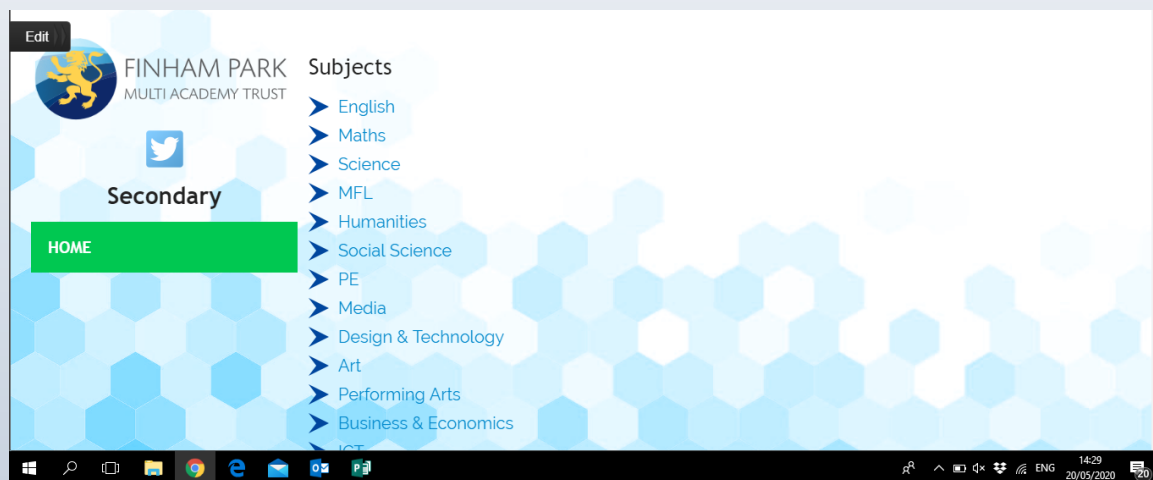 Edit
FINHAM PARK
MULTI ACADEMY TRUST
Secondary
HOME
Subjects
English
Maths
Science
MFL
Humanities
Social Science
PE
Media
Design & Technology
Art
Performing Arts
Business & Economics
ICT
ENG
14:29
20/05/2020
20